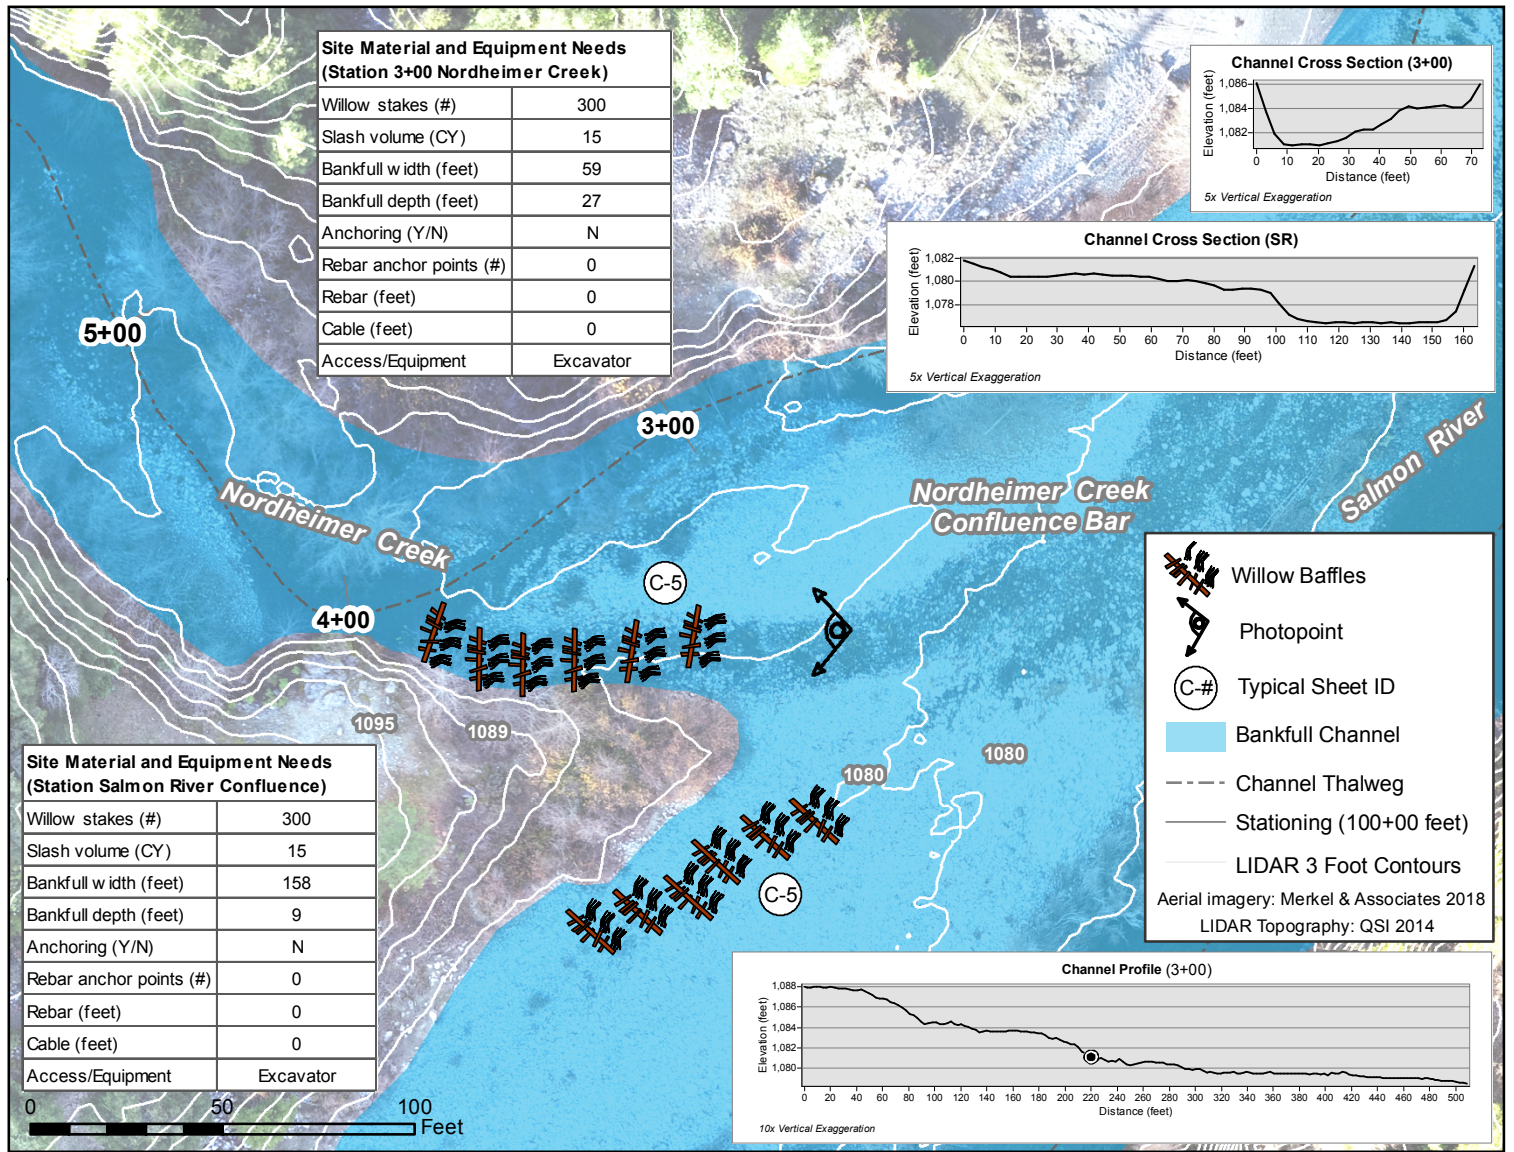 Site Material and Equipment Needs
(Station 3+00 Nordheimer Creek)
Willow stakes (#) 300
Slash volume (CY) 15
Bankfull width (feet) 59
Bankfull depth (feet) 27
Anchoring (Y/N) N
Rebar anchor points (#) 0
Rebar (feet) 0
Cable (feet) 0
Access/Equipment Excavator
Channel Cross Section (3+00)
Elevation (feet)
1,086
1,084
1,082
0 10 20 30 40 50 60 70
Distance (feet)
5x Vertical Exaggeration
Channel Cross Section (SR)
Elevation (feet)
1,082
1,080
1,078
0 10 20 30 40 50 60 70 80 90 100 110 120 130 140 150 160
Distance (feet)
5x Vertical Exaggeration
5+00
3+00
4+00
Nordheimer Creek
Nordheimer Creek
Confluence Bar
Salmon River
C-5
C-5
1095
1089
1080
1080
Willow Baffles
Photopoint
C-# Typical Sheet ID
Bankfull Channel
Channel Thalweg
Stationing (100+00 feet)
LIDAR 3 Foot Contours
Aerial imagery: Merkel & Associates 2018
LIDAR Topography: QSI 2014
Site Material and Equipment Needs
(Station Salmon River Confluence)
Willow stakes (#) 300
Slash volume (CY) 15
Bankfull width (feet) 158
Bankfull depth (feet) 9
Anchoring (Y/N) N
Rebar anchor points (#) 0
Rebar (feet) 0
Cable (feet) 0
Access/Equipment Excavator
0 50 100
Feet
Channel Profile (3+00)
Elevation (feet)
1,088
1,086
1,084
1,082
1,080
0 20 40 60 80 100 120 140 160 180 200 220 240 260 280 300 320 340 360 380 400 420 440 460 480 500
Distance (feet)
10x Vertical Exaggeration